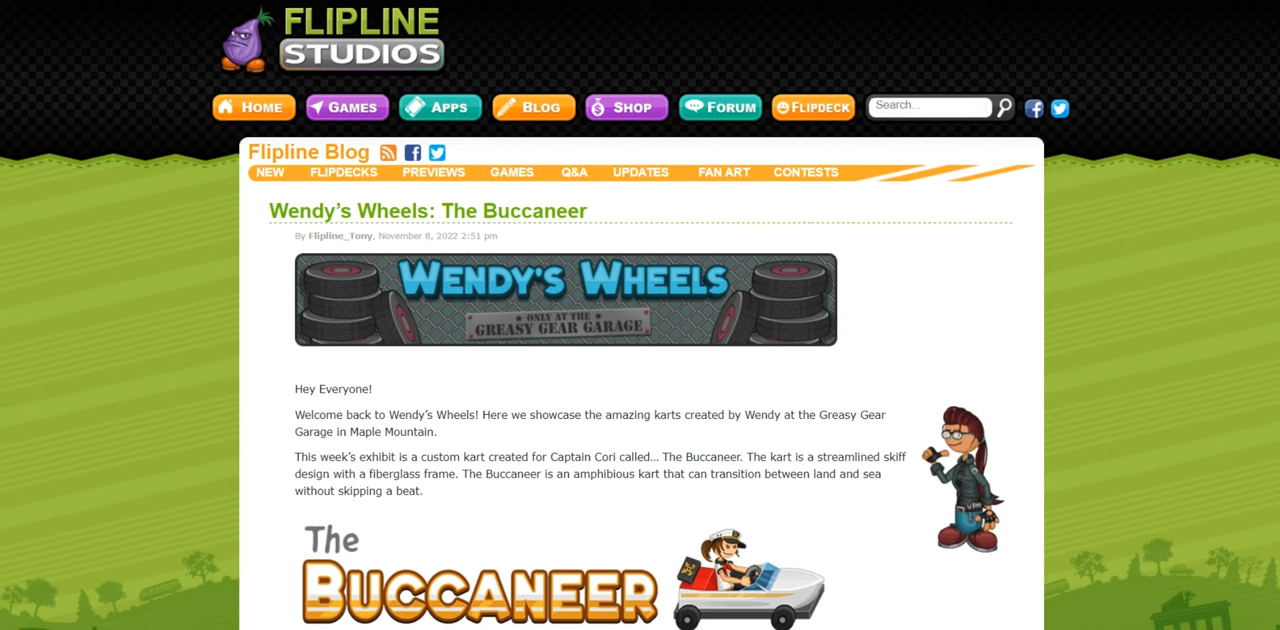 FLIPLINE
STUDIOS
HOME GAMES APPS BLOG SHOP FORUM FLIPDECK Search...
Flipline Blog
NEW FLIPDECKS PREVIEWS GAMES Q&A UPDATES FAN ART CONTESTS
Wendy’s Wheels: The Buccaneer
By Flipline_Tony, November 8, 2022 2:51 pm
WENDY'S WHEELS
ONLY AT THE
GREASY GEAR GARAGE
Hey Everyone!
Welcome back to Wendy’s Wheels! Here we showcase the amazing karts created by Wendy at the Greasy Gear
Garage in Maple Mountain.
This week’s exhibit is a custom kart created for Captain Cori called… The Buccaneer. The kart is a streamlined skiff
design with a fiberglass frame. The Buccaneer is an amphibious kart that can transition between land and sea
without skipping a beat.
The
BUCCANEER